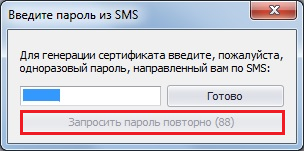 Введите пароль из SMS
Для генерации сертификата введите, пожалуйста,
одноразовый пароль, направленный вам по SMS:
Готово
Запросить пароль повторно (88)